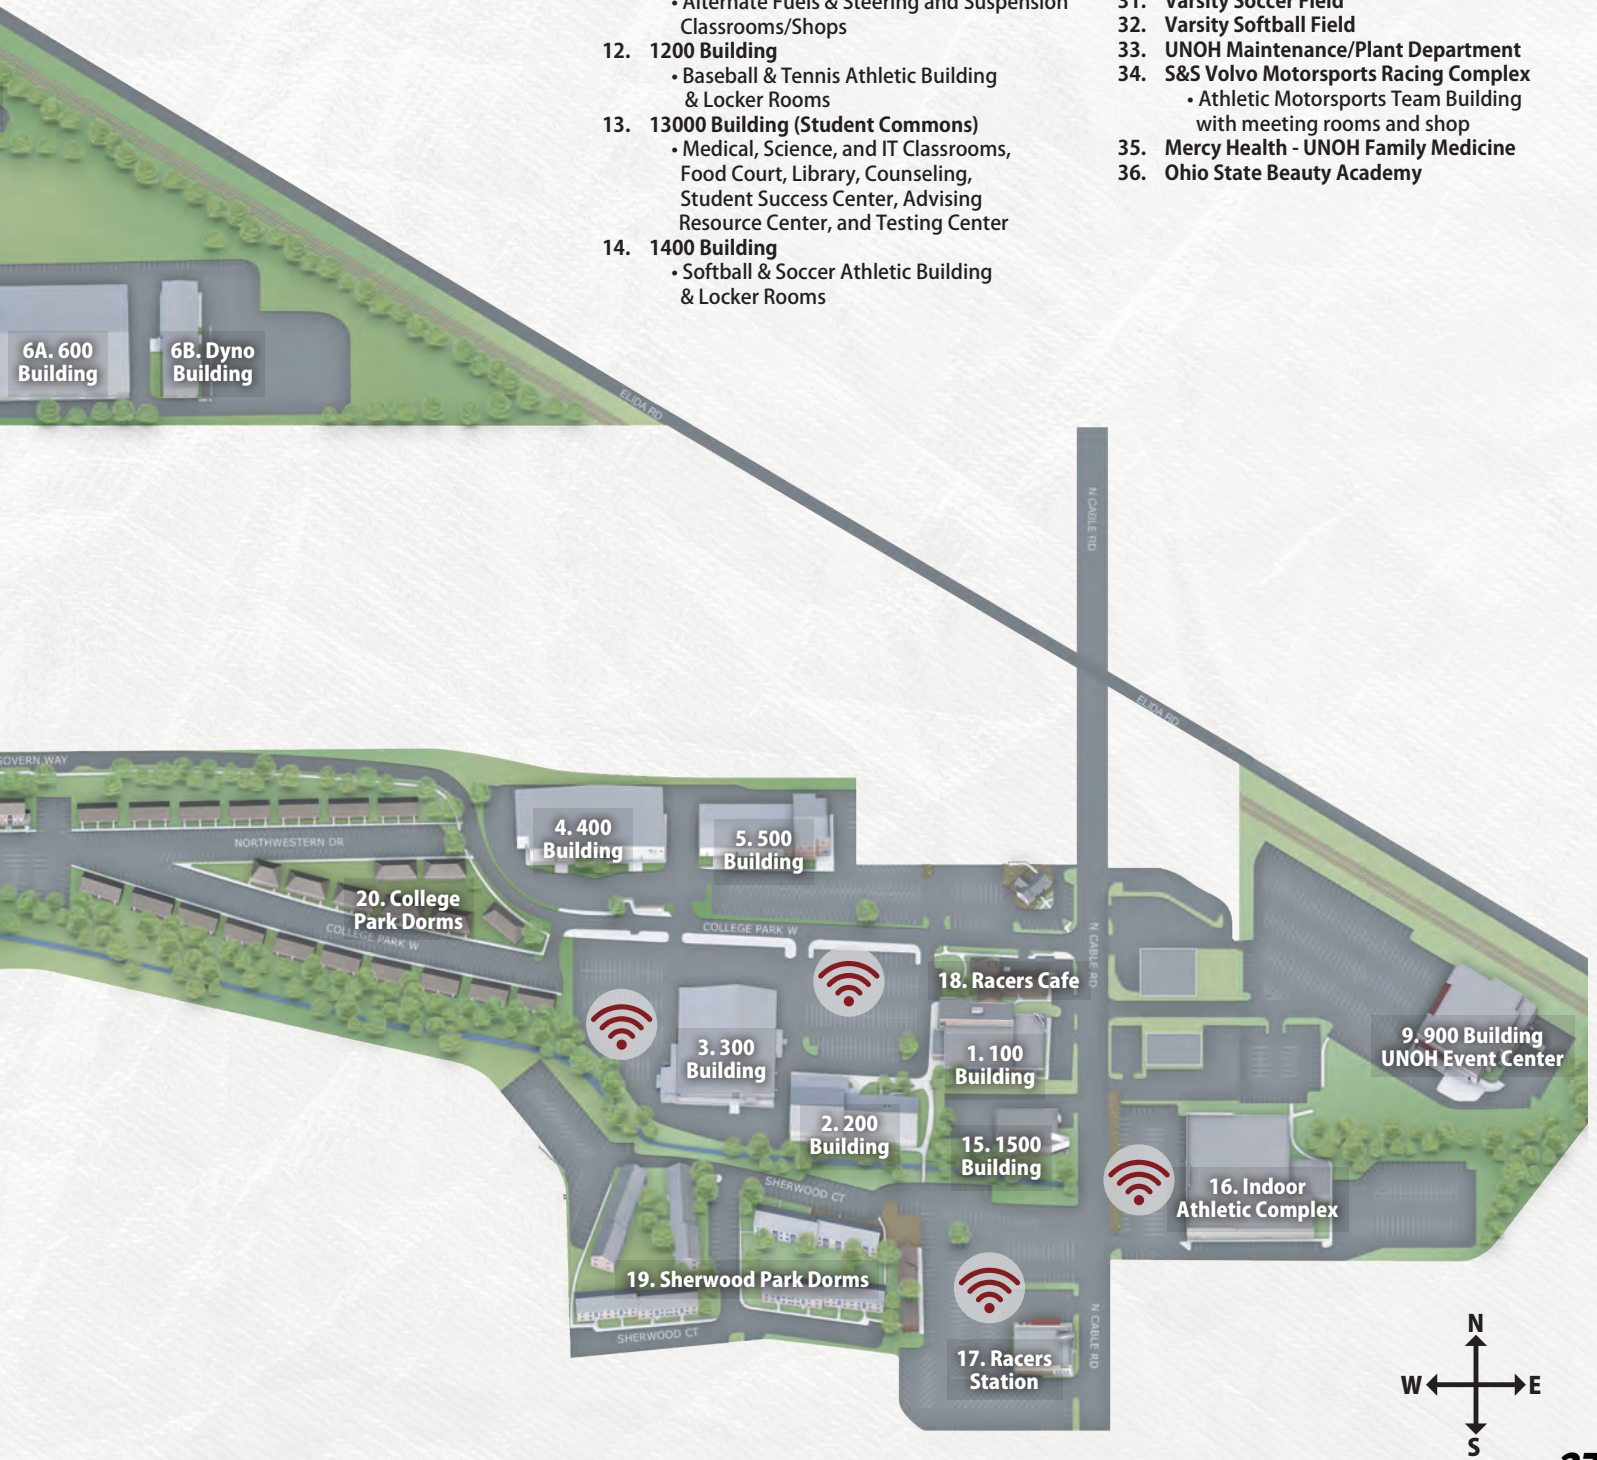 • Alternate Fuels & Steering and Suspension
Classrooms/Shops
12. 1200 Building
• Baseball & Tennis Athletic Building
& Locker Rooms
13. 13000 Building (Student Commons)
• Medical, Science, and IT Classrooms,
Food Court, Library, Counseling,
Student Success Center, Advising
Resource Center, and Testing Center
14. 1400 Building
• Softball & Soccer Athletic Building
& Locker Rooms
31. Varsity Soccer Field
32. Varsity Softball Field
33. UNOH Maintenance/Plant Department
34. S&S Volvo Motorsports Racing Complex
• Athletic Motorsports Team Building
with meeting rooms and shop
35. Mercy Health - UNOH Family Medicine
36. Ohio State Beauty Academy
6A. 600
Building
6B. Dyno
Building
ELIDA RD
N CABLE RD
ELIDA RD
GOVERN WAY
NORTHWESTERN DR
4. 400
Building
5. 500
Building
20. College
Park Dorms
COLLEGE PARK W
COLLEGE PARK W
N CABLE RD
18. Racers Cafe
3. 300
Building
1. 100
Building
9. 900 Building
UNOH Event Center
2. 200
Building
15. 1500
Building
SHERWOOD CT
16. Indoor
Athletic Complex
19. Sherwood Park Dorms
SHERWOOD CT
17. Racers
Station
N CABLE RD
N
W E
S